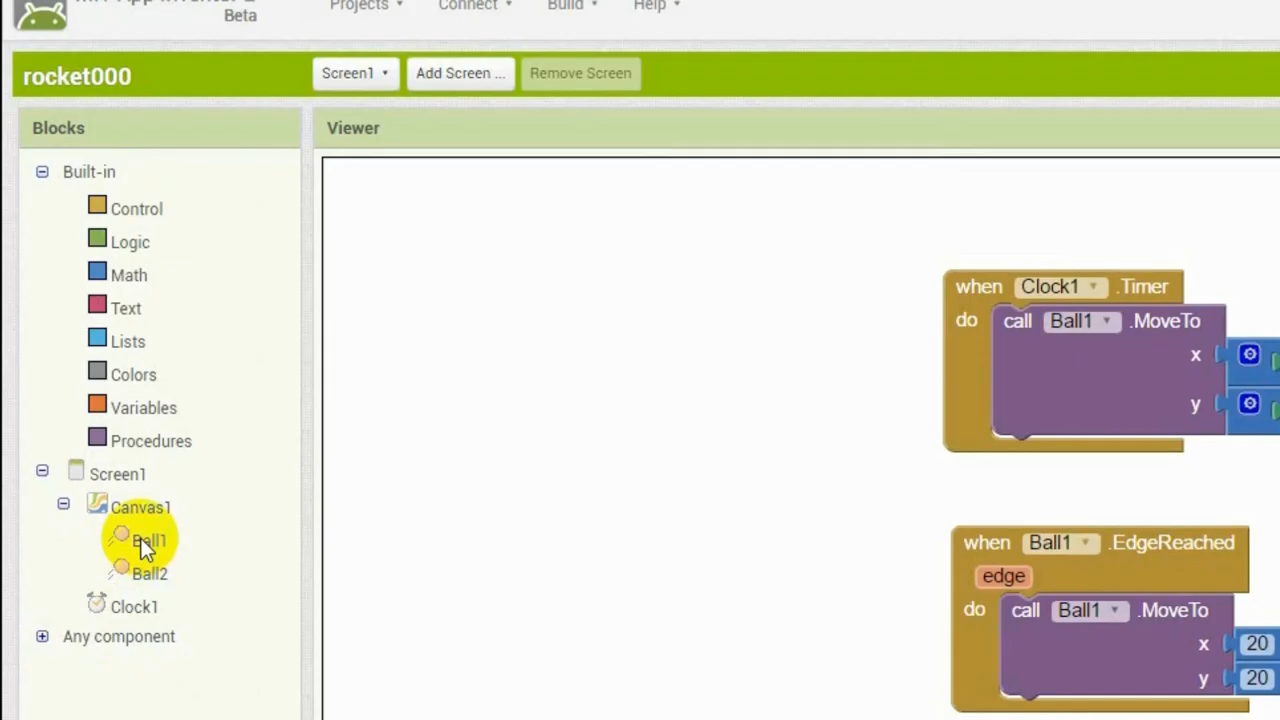 Projects Connect Build Help
Beta
rocket000 Screen1 Add Screen ... Remove Screen
Blocks Viewer
Built-in
Control
Logic
Math
Text
Lists
Colors
Variables
Procedures
Screen1
Canvas1
Ball1
Ball2
Clock1
Any component
when Clock1 .Timer
do call Ball1 .MoveTo
x
y
when Ball1 .EdgeReached
edge
do call Ball1 .MoveTo
x 20
y 20